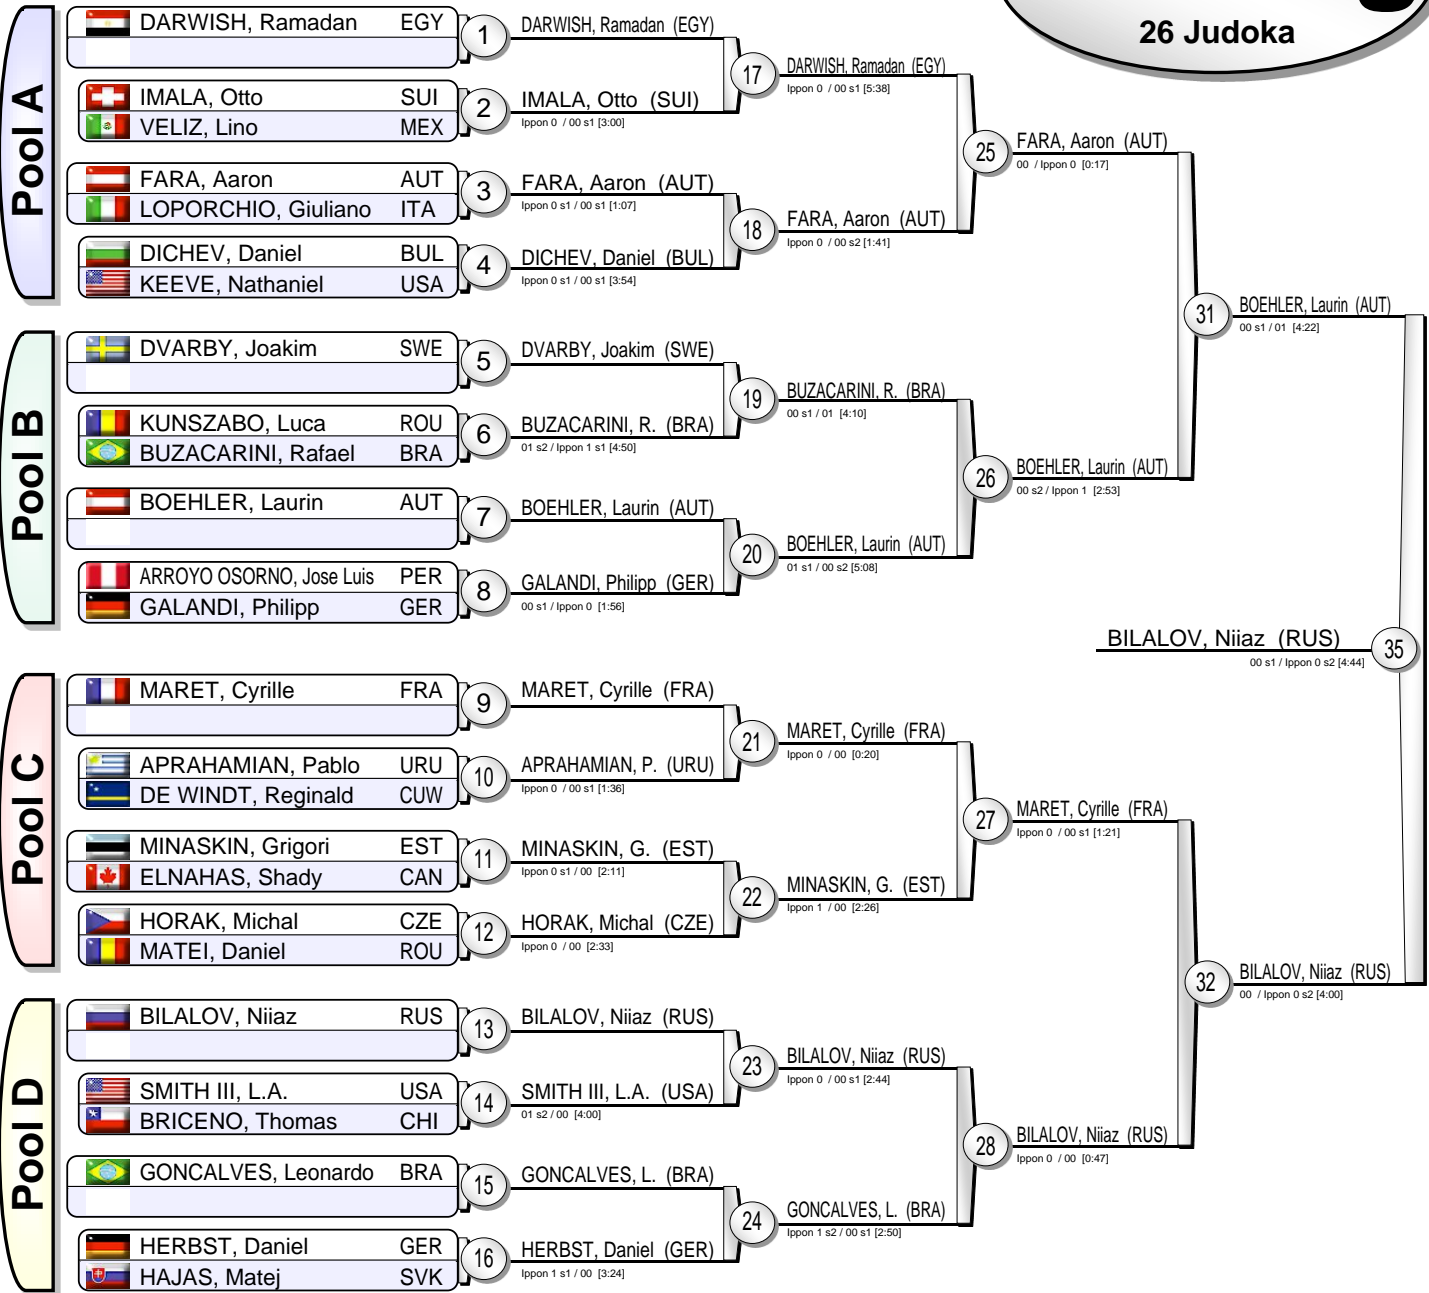 26 Judoka
Pool A
DARWISH, Ramadan EGY
1
IMALA, Otto SUI
VELIZ, Lino MEX
2
FARA, Aaron AUT
LOPORCHIO, Giuliano ITA
3
DICHEV, Daniel BUL
KEEVE, Nathaniel USA
4
Pool B
DVARBY, Joakim SWE
5
KUNSZABO, Luca ROU
BUZACARINI, Rafael BRA
6
BOEHLER, Laurin AUT
7
ARROYO OSORNO, Jose Luis PER
GALANDI, Philipp GER
8
Pool C
MARET, Cyrille FRA
9
APRAHAMIAN, Pablo URU
DE WINDT, Reginald CUW
10
MINASKIN, Grigori EST
ELNAHAS, Shady CAN
11
HORAK, Michal CZE
MATEI, Daniel ROU
12
Pool D
BILALOV, Niiaz RUS
13
SMITH III, L.A. USA
BRICENO, Thomas CHI
14
GONCALVES, Leonardo BRA
15
HERBST, Daniel GER
HAJAS, Matej SVK
16
DARWISH, Ramadan (EGY)
IMALA, Otto (SUI)
Ippon 0 / 00 s1 [3:00]
17
FARA, Aaron (AUT)
Ippon 0 s1 / 00 s1 [1:07]
DICHEV, Daniel (BUL)
Ippon 0 s1 / 00 s1 [3:54]
18
DVARBY, Joakim (SWE)
BUZACARINI, R. (BRA)
01 s2 / Ippon 1 s1 [4:50]
19
BOEHLER, Laurin (AUT)
GALANDI, Philipp (GER)
00 s1 / Ippon 0 [1:56]
20
MARET, Cyrille (FRA)
APRAHAMIAN, P. (URU)
Ippon 0 / 00 s1 [1:36]
21
MINASKIN, G. (EST)
Ippon 0 s1 / 00 [2:11]
HORAK, Michal (CZE)
Ippon 0 / 00 [2:33]
22
BILALOV, Niiaz (RUS)
SMITH III, L.A. (USA)
01 s2 / 00 [4:00]
23
GONCALVES, L. (BRA)
HERBST, Daniel (GER)
Ippon 1 s1 / 00 [3:24]
24
DARWISH, Ramadan (EGY)
Ippon 0 / 00 s1 [5:38]
FARA, Aaron (AUT)
Ippon 0 / 00 s2 [1:41]
25
BUZACARINI, R. (BRA)
00 s1 / 01 [4:10]
BOEHLER, Laurin (AUT)
01 s1 / 00 s2 [5:08]
26
MARET, Cyrille (FRA)
Ippon 0 / 00 [0:20]
MINASKIN, G. (EST)
Ippon 1 / 00 [2:26]
27
BILALOV, Niiaz (RUS)
Ippon 0 / 00 s1 [2:44]
GONCALVES, L. (BRA)
Ippon 1 s2 / 00 s1 [2:50]
28
FARA, Aaron (AUT)
00 / Ippon 0 [0:17]
BOEHLER, Laurin (AUT)
00 s2 / Ippon 1 [2:53]
31
MARET, Cyrille (FRA)
Ippon 0 / 00 s1 [1:21]
BILALOV, Niiaz (RUS)
Ippon 0 / 00 [0:47]
32
BOEHLER, Laurin (AUT)
00 s1 / 01 [4:22]
BILALOV, Niiaz (RUS)
00 / Ippon 0 s2 [4:00]
BILALOV, Niiaz (RUS)
00 s1 / Ippon 0 s2 [4:44]
35